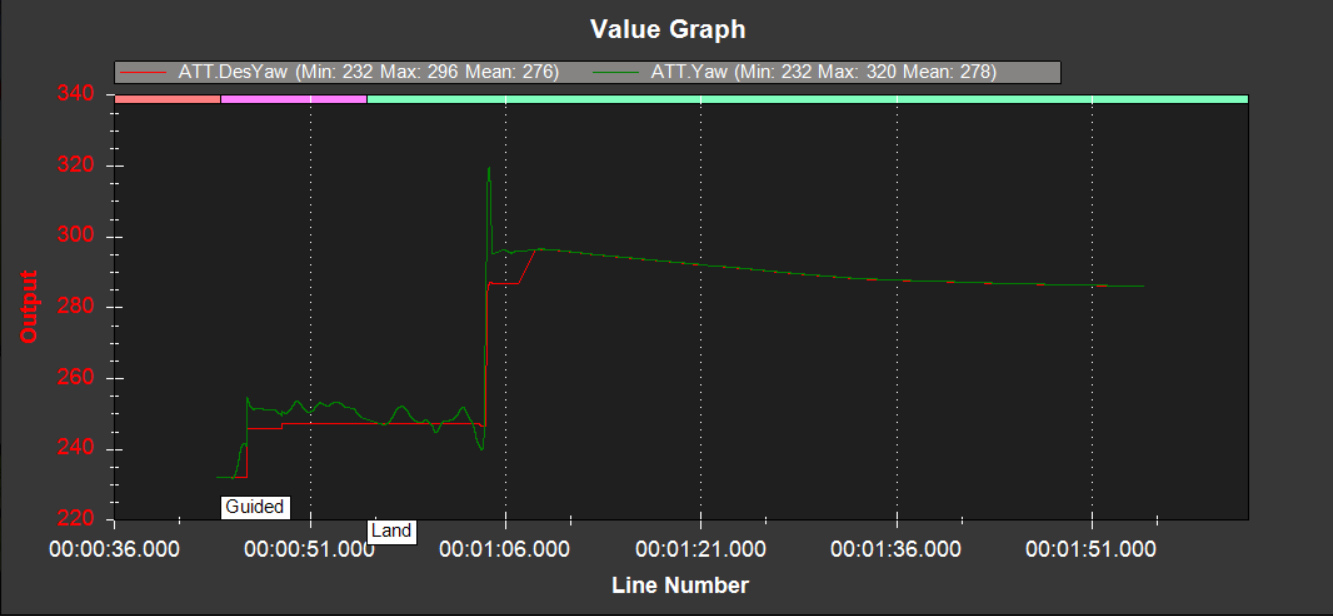 Value Graph
ATT.DesYaw (Min: 232 Max: 296 Mean: 276) ATT.Yaw (Min: 232 Max: 320 Mean: 278)
340
320
300
280
260
240
220
Output
Guided
Land
00:00:36.000 00:00:51.000 00:01:06.000 00:01:21.000 00:01:36.000 00:01:51.000
Line Number